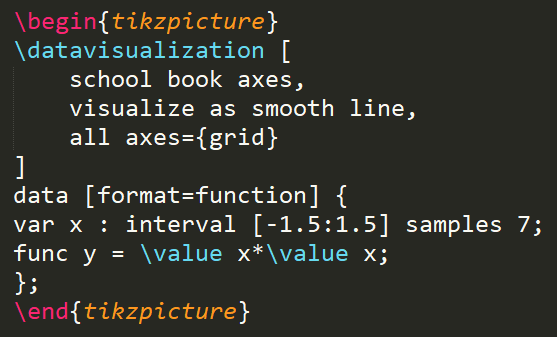 \begin{tikzpicture}
\datavisualization [
    school book axes,
    visualize as smooth line,
    all axes={grid}
]
data [format=function] {
var x : interval [-1.5:1.5] samples 7;
func y = \value x*\value x;
};
\end{tikzpicture}